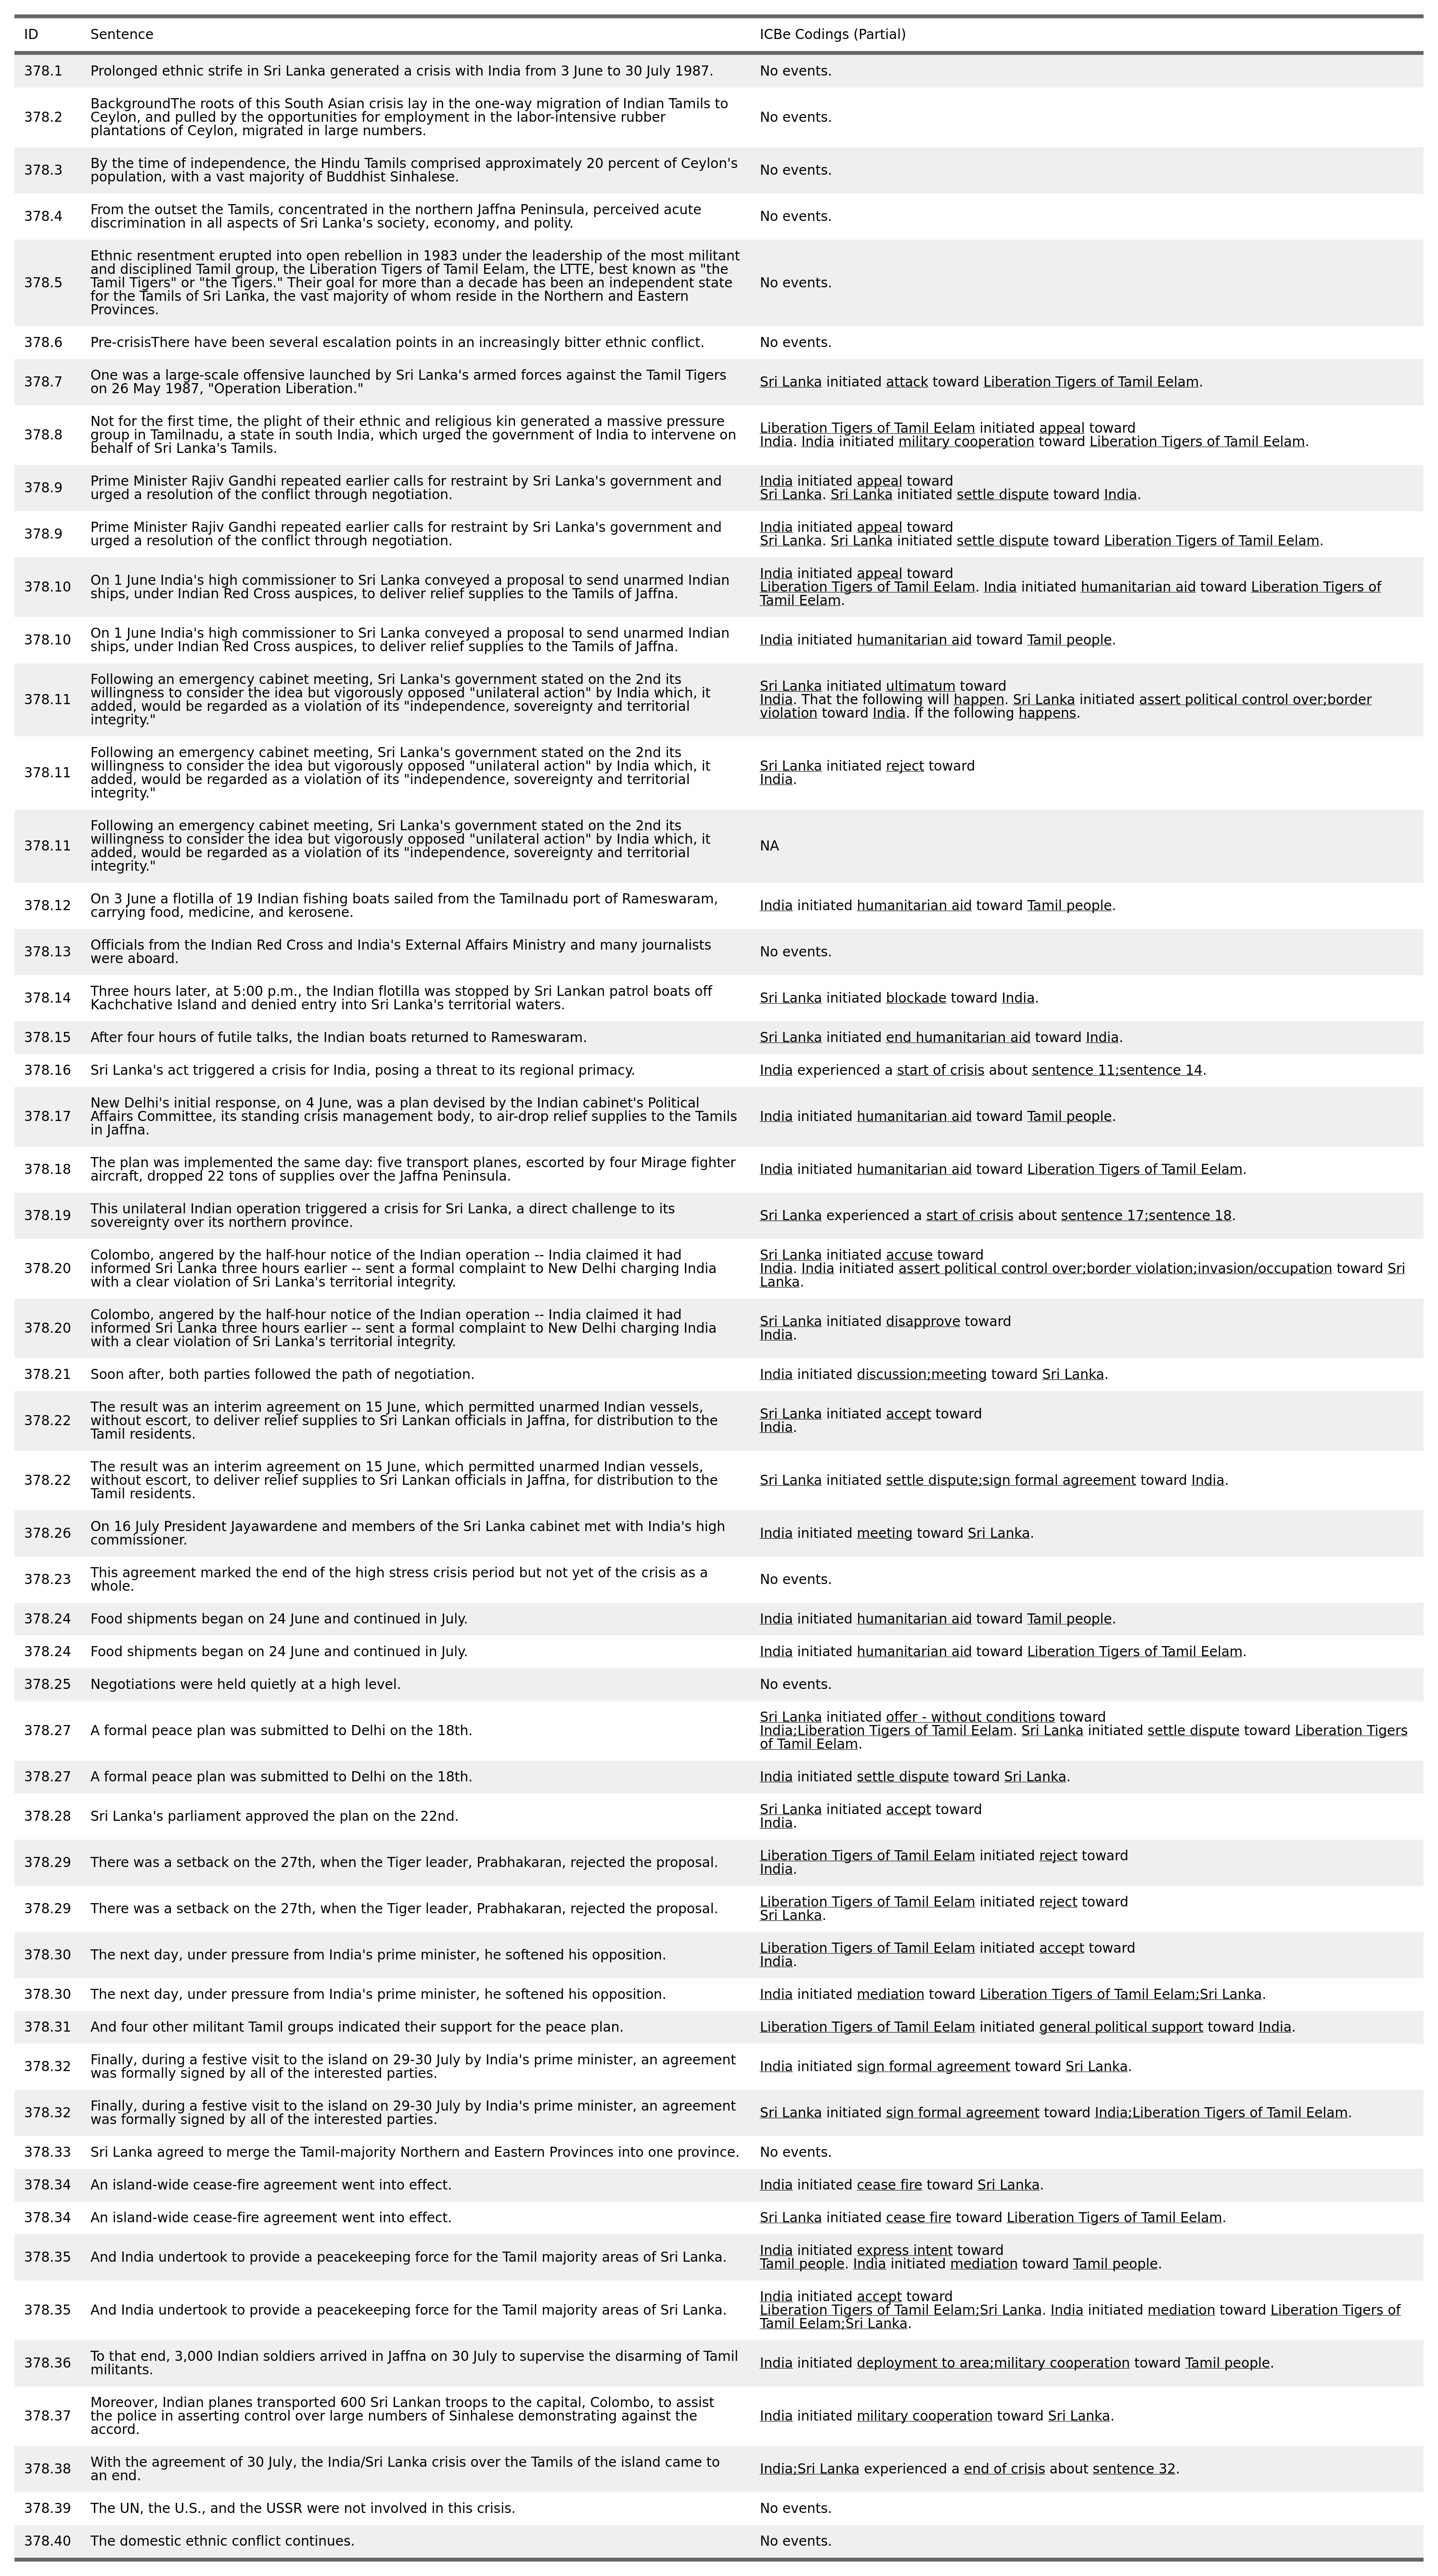 ID Sentence ICBe Codings (Partial)
378.1 Prolonged ethnic strife in Sri Lanka generated a crisis with India from 3 June to 30 July 1987. No events.
378.2 BackgroundThe roots of this South Asian crisis lay in the one-way migration of Indian Tamils to
Ceylon, and pulled by the opportunities for employment in the labor-intensive rubber
plantations of Ceylon, migrated in large numbers.
No events.
378.3 By the time of independence, the Hindu Tamils comprised approximately 20 percent of Ceylon's
population, with a vast majority of Buddhist Sinhalese.
No events.
378.4 From the outset the Tamils, concentrated in the northern Jaffna Peninsula, perceived acute
discrimination in all aspects of Sri Lanka's society, economy, and polity.
No events.
378.5 Ethnic resentment erupted into open rebellion in 1983 under the leadership of the most militant
and disciplined Tamil group, the Liberation Tigers of Tamil Eelam, the LTTE, best known as "the
Tamil Tigers" or "the Tigers." Their goal for more than a decade has been an independent state
for the Tamils of Sri Lanka, the vast majority of whom reside in the Northern and Eastern
Provinces.
No events.
378.6 Pre-crisisThere have been several escalation points in an increasingly bitter ethnic conflict. No events.
378.7 One was a large-scale offensive launched by Sri Lanka's armed forces against the Tamil Tigers
on 26 May 1987, "Operation Liberation."
Sri Lanka initiated attack toward Liberation Tigers of Tamil Eelam.
378.8 Not for the first time, the plight of their ethnic and religious kin generated a massive pressure
group in Tamilnadu, a state in south India, which urged the government of India to intervene on
behalf of Sri Lanka's Tamils.
Liberation Tigers of Tamil Eelam initiated appeal toward
India. India initiated military cooperation toward Liberation Tigers of Tamil Eelam.
378.9 Prime Minister Rajiv Gandhi repeated earlier calls for restraint by Sri Lanka's government and
urged a resolution of the conflict through negotiation.
India initiated appeal toward
Sri Lanka. Sri Lanka initiated settle dispute toward India.
378.9 Prime Minister Rajiv Gandhi repeated earlier calls for restraint by Sri Lanka's government and
urged a resolution of the conflict through negotiation.
India initiated appeal toward
Sri Lanka. Sri Lanka initiated settle dispute toward Liberation Tigers of Tamil Eelam.
378.10 On 1 June India's high commissioner to Sri Lanka conveyed a proposal to send unarmed Indian
ships, under Indian Red Cross auspices, to deliver relief supplies to the Tamils of Jaffna.
India initiated appeal toward
Liberation Tigers of Tamil Eelam. India initiated humanitarian aid toward Liberation Tigers of
Tamil Eelam.
378.10 On 1 June India's high commissioner to Sri Lanka conveyed a proposal to send unarmed Indian
ships, under Indian Red Cross auspices, to deliver relief supplies to the Tamils of Jaffna.
India initiated humanitarian aid toward Tamil people.
378.11 Following an emergency cabinet meeting, Sri Lanka's government stated on the 2nd its
willingness to consider the idea but vigorously opposed "unilateral action" by India which, it
added, would be regarded as a violation of its "independence, sovereignty and territorial
integrity."
Sri Lanka initiated ultimatum toward
India. That the following will happen. Sri Lanka initiated assert political control over;border
violation toward India. If the following happens.
378.11 Following an emergency cabinet meeting, Sri Lanka's government stated on the 2nd its
willingness to consider the idea but vigorously opposed "unilateral action" by India which, it
added, would be regarded as a violation of its "independence, sovereignty and territorial
integrity."
Sri Lanka initiated reject toward
India.
378.11 Following an emergency cabinet meeting, Sri Lanka's government stated on the 2nd its
willingness to consider the idea but vigorously opposed "unilateral action" by India which, it
added, would be regarded as a violation of its "independence, sovereignty and territorial
integrity."
NA
378.12 On 3 June a flotilla of 19 Indian fishing boats sailed from the Tamilnadu port of Rameswaram,
carrying food, medicine, and kerosene.
India initiated humanitarian aid toward Tamil people.
378.13 Officials from the Indian Red Cross and India's External Affairs Ministry and many journalists
were aboard.
No events.
378.14 Three hours later, at 5:00 p.m., the Indian flotilla was stopped by Sri Lankan patrol boats off
Kachchative Island and denied entry into Sri Lanka's territorial waters.
Sri Lanka initiated blockade toward India.
378.15 After four hours of futile talks, the Indian boats returned to Rameswaram. Sri Lanka initiated end humanitarian aid toward India.
378.16 Sri Lanka's act triggered a crisis for India, posing a threat to its regional primacy. India experienced a start of crisis about sentence 11;sentence 14.
378.17 New Delhi's initial response, on 4 June, was a plan devised by the Indian cabinet's Political
Affairs Committee, its standing crisis management body, to air-drop relief supplies to the Tamils
in Jaffna.
India initiated humanitarian aid toward Tamil people.
378.18 The plan was implemented the same day: five transport planes, escorted by four Mirage fighter
aircraft, dropped 22 tons of supplies over the Jaffna Peninsula.
India initiated humanitarian aid toward Liberation Tigers of Tamil Eelam.
378.19 This unilateral Indian operation triggered a crisis for Sri Lanka, a direct challenge to its
sovereignty over its northern province.
Sri Lanka experienced a start of crisis about sentence 17;sentence 18.
378.20 Colombo, angered by the half-hour notice of the Indian operation -- India claimed it had
informed Sri Lanka three hours earlier -- sent a formal complaint to New Delhi charging India
with a clear violation of Sri Lanka's territorial integrity.
Sri Lanka initiated accuse toward
India. India initiated assert political control over;border violation;invasion/occupation toward Sri
Lanka.
378.20 Colombo, angered by the half-hour notice of the Indian operation -- India claimed it had
informed Sri Lanka three hours earlier -- sent a formal complaint to New Delhi charging India
with a clear violation of Sri Lanka's territorial integrity.
Sri Lanka initiated disapprove toward
India.
378.21 Soon after, both parties followed the path of negotiation. India initiated discussion;meeting toward Sri Lanka.
378.22 The result was an interim agreement on 15 June, which permitted unarmed Indian vessels,
without escort, to deliver relief supplies to Sri Lankan officials in Jaffna, for distribution to the
Tamil residents.
Sri Lanka initiated accept toward
India.
378.22 The result was an interim agreement on 15 June, which permitted unarmed Indian vessels,
without escort, to deliver relief supplies to Sri Lankan officials in Jaffna, for distribution to the
Tamil residents.
Sri Lanka initiated settle dispute;sign formal agreement toward India.
378.26 On 16 July President Jayawardene and members of the Sri Lanka cabinet met with India's high
commissioner.
India initiated meeting toward Sri Lanka.
378.23 This agreement marked the end of the high stress crisis period but not yet of the crisis as a
whole.
No events.
378.24 Food shipments began on 24 June and continued in July. India initiated humanitarian aid toward Tamil people.
378.24 Food shipments began on 24 June and continued in July. India initiated humanitarian aid toward Liberation Tigers of Tamil Eelam.
378.25 Negotiations were held quietly at a high level. No events.
378.27 A formal peace plan was submitted to Delhi on the 18th.
Sri Lanka initiated offer - without conditions toward
India;Liberation Tigers of Tamil Eelam. Sri Lanka initiated settle dispute toward Liberation Tigers
of Tamil Eelam.
378.27 A formal peace plan was submitted to Delhi on the 18th. India initiated settle dispute toward Sri Lanka.
378.28 Sri Lanka's parliament approved the plan on the 22nd.
Sri Lanka initiated accept toward
India.
378.29 There was a setback on the 27th, when the Tiger leader, Prabhakaran, rejected the proposal.
Liberation Tigers of Tamil Eelam initiated reject toward
India.
378.29 There was a setback on the 27th, when the Tiger leader, Prabhakaran, rejected the proposal.
Liberation Tigers of Tamil Eelam initiated reject toward
Sri Lanka.
378.30 The next day, under pressure from India's prime minister, he softened his opposition.
Liberation Tigers of Tamil Eelam initiated accept toward
India.
378.30 The next day, under pressure from India's prime minister, he softened his opposition. India initiated mediation toward Liberation Tigers of Tamil Eelam;Sri Lanka.
378.31 And four other militant Tamil groups indicated their support for the peace plan. Liberation Tigers of Tamil Eelam initiated general political support toward India.
378.32 Finally, during a festive visit to the island on 29-30 July by India's prime minister, an agreement
was formally signed by all of the interested parties.
India initiated sign formal agreement toward Sri Lanka.
378.32 Finally, during a festive visit to the island on 29-30 July by India's prime minister, an agreement
was formally signed by all of the interested parties.
Sri Lanka initiated sign formal agreement toward India;Liberation Tigers of Tamil Eelam.
378.33 Sri Lanka agreed to merge the Tamil-majority Northern and Eastern Provinces into one province. No events.
378.34 An island-wide cease-fire agreement went into effect. India initiated cease fire toward Sri Lanka.
378.34 An island-wide cease-fire agreement went into effect. Sri Lanka initiated cease fire toward Liberation Tigers of Tamil Eelam.
378.35 And India undertook to provide a peacekeeping force for the Tamil majority areas of Sri Lanka.
India initiated express intent toward
Tamil people. India initiated mediation toward Tamil people.
378.35 And India undertook to provide a peacekeeping force for the Tamil majority areas of Sri Lanka.
India initiated accept toward
Liberation Tigers of Tamil Eelam;Sri Lanka. India initiated mediation toward Liberation Tigers of
Tamil Eelam;Sri Lanka.
378.36 To that end, 3,000 Indian soldiers arrived in Jaffna on 30 July to supervise the disarming of Tamil
militants.
India initiated deployment to area;military cooperation toward Tamil people.
378.37 Moreover, Indian planes transported 600 Sri Lankan troops to the capital, Colombo, to assist
the police in asserting control over large numbers of Sinhalese demonstrating against the
accord.
India initiated military cooperation toward Sri Lanka.
378.38 With the agreement of 30 July, the India/Sri Lanka crisis over the Tamils of the island came to
an end.
India;Sri Lanka experienced a end of crisis about sentence 32.
378.39 The UN, the U.S., and the USSR were not involved in this crisis. No events.
378.40 The domestic ethnic conflict continues. No events.